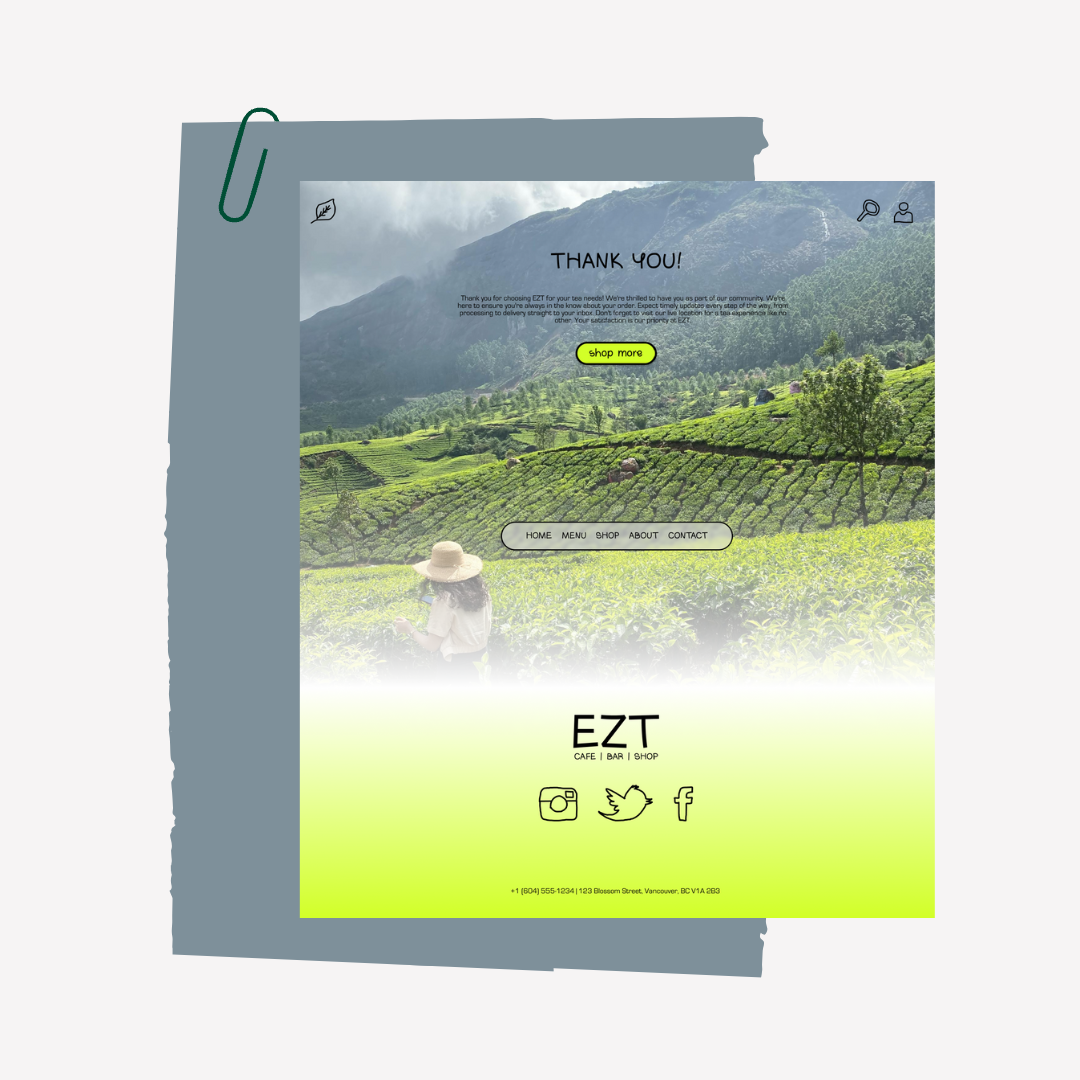 THANK YOU!
Thank you for choosing EZT for your tea needs! We're thrilled to have you as part of our community. We're
here to ensure you're always in the know about your order. Expect timely updates every step of the way, from
processing to delivery straight to your inbox. Don't forget to visit our live location for a tea experience like no
other. Your satisfaction is our priority at EZT.
shop more
HOME MENU SHOP ABOUT CONTACT
EZT
CAFE | BAR | SHOP
+1 (604) 555-1234 | 123 Blossom Street, Vancouver, BC V1A 2B3